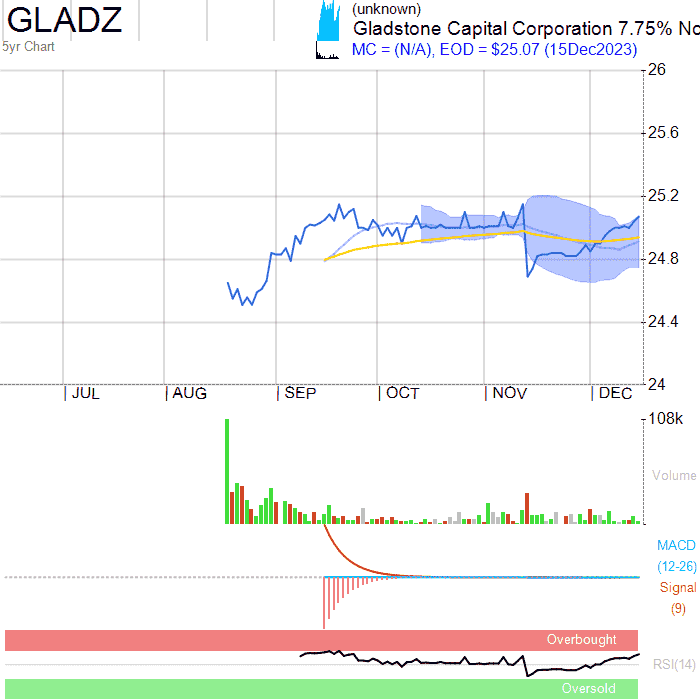 GLADZ
5yr Chart
(unknown)
Gladstone Capital Corporation 7.75% No
MC = (N/A), EOD = $25.07 (15Dec2023)
26
25.6
25.2
24.8
24.4
24
JUL AUG SEP OCT NOV DEC
108k
Volume
MACD
(12-26)
Signal
(9)
Overbought
RSI(14)
Oversold